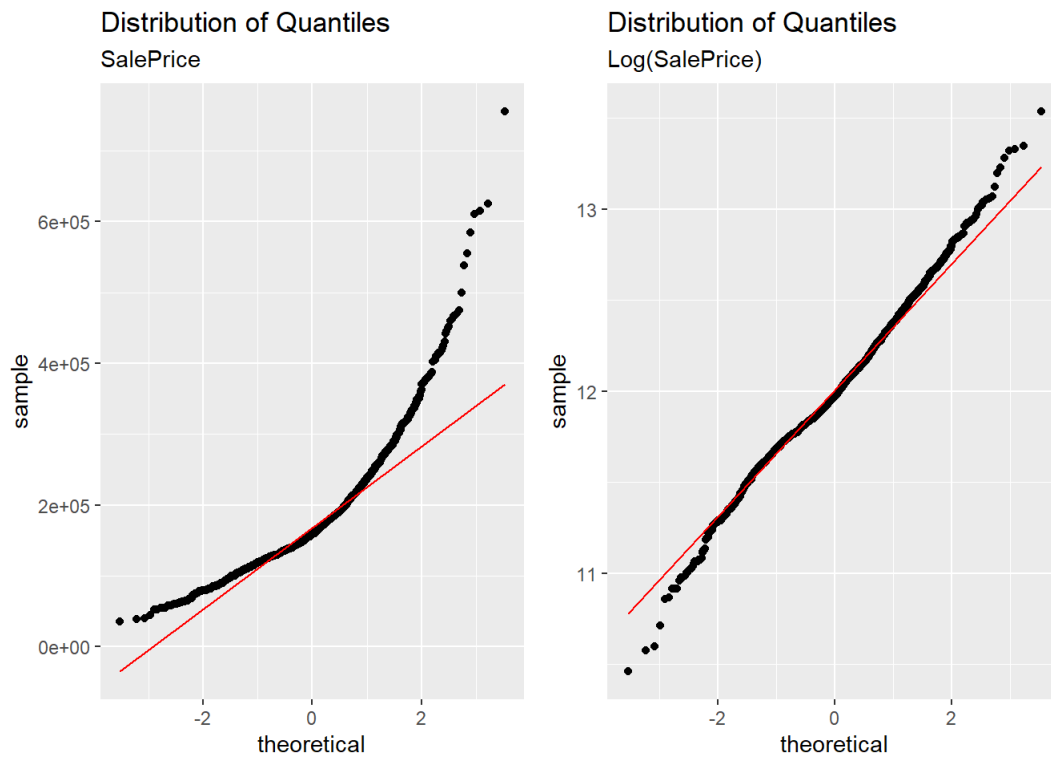 Distribution of Quantiles
SalePrice
6e+05
4e+05
2e+05
0e+00
sample
-2 0 2
theoretical
Distribution of Quantiles
Log(SalePrice)
13
12
11
sample
-2 0 2
theoretical